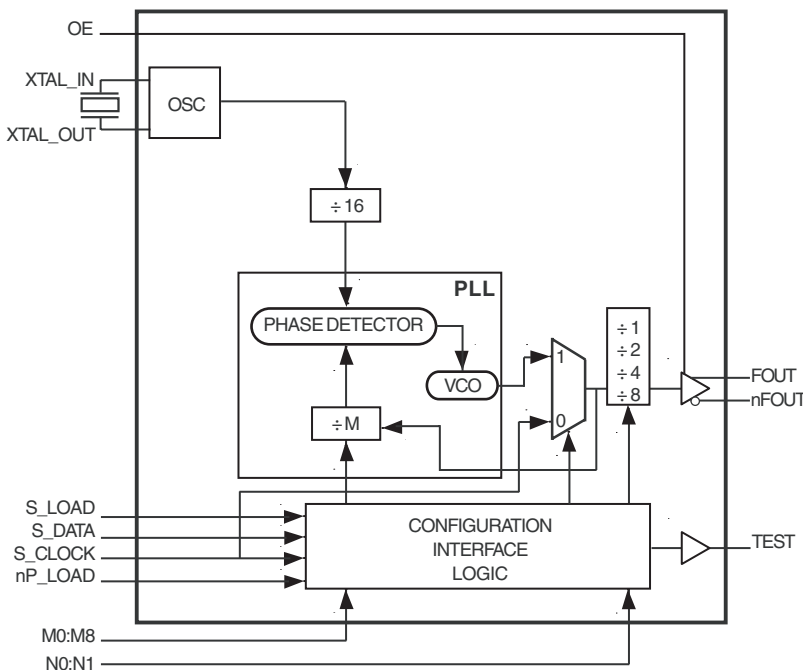 OE
XTAL_IN
OSC
XTAL_OUT
÷16
PLL
PHASE DETECTOR
VCO
÷M
1
0
÷1
÷2
÷4
÷8
FOUT
nFOUT
S_LOAD
S_DATA
S_CLOCK
nP_LOAD
CONFIGURATION
INTERFACE
LOGIC
TEST
M0:M8
N0:N1